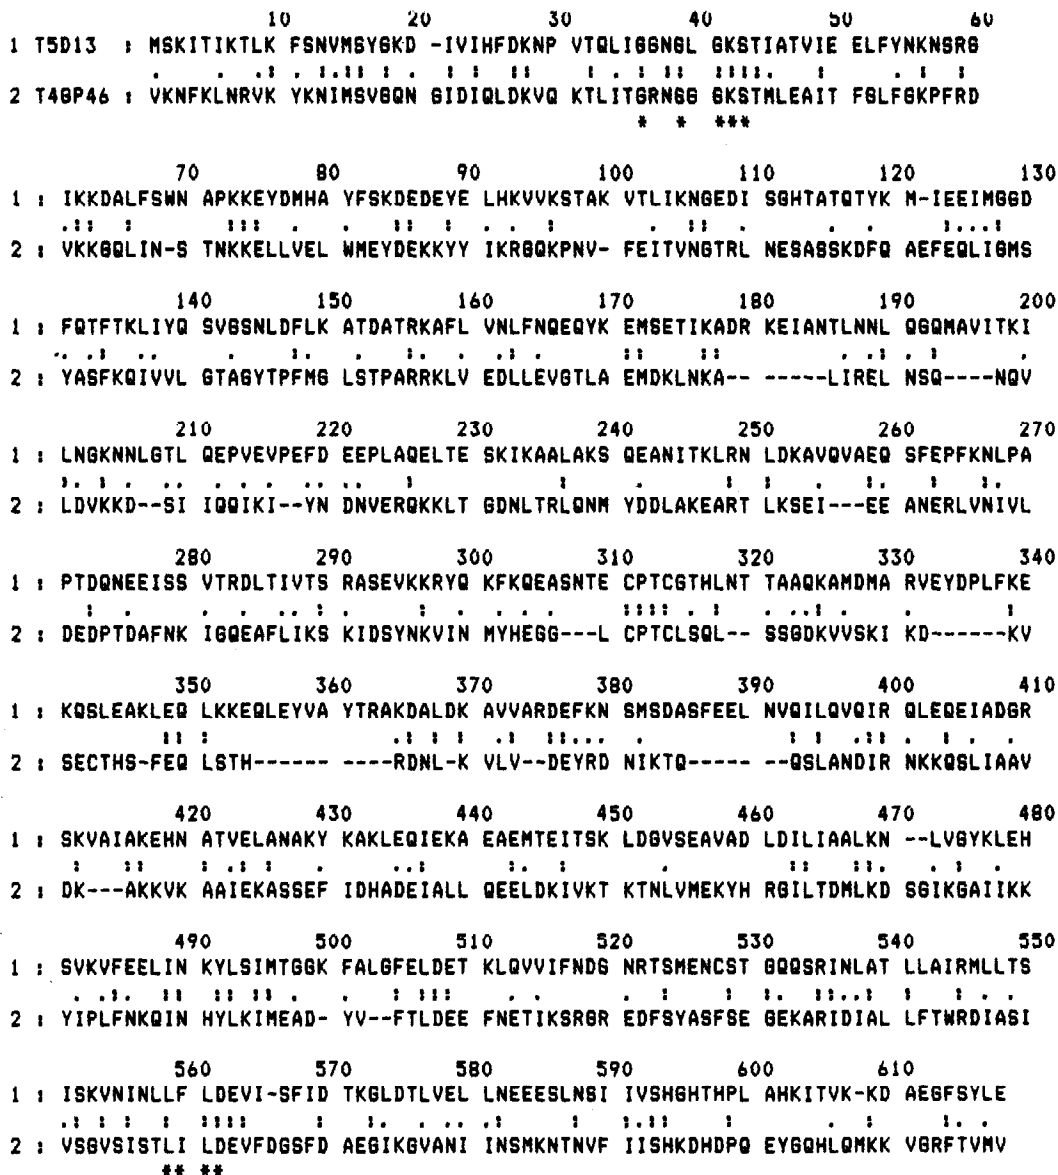 10 20 30 40 50 60
1 T5D13 : MSKITIKTLK FSNVMSYGKD -IVIHFDKNP VTQLIGGNGL GKSTIATVIE ELFYNKNSRG
. . .: . :.:: : . : : .: : . : :: :::. : . : :
2 T4GP46 : VKNFKLNRVK YKNIMSVGQN GIDIQLDKVQ KTLITGRNGG GKSTMLEAIT FGLFGKPFRD
* * ***
70 80 90 100 110 120 130
1 : IKKDALFSWN APKKEYDMHA YFSKDEDEYE LHKVVKSTAK VTLIKNGEDI SGHTATQTYK M-IEEIMGGD
.:: : ::: . . :: : . . : : . : . : :...:
2 : VKKGQLIN-S TNKKELLVEL WMEYDEKKYY IKRGQKPNV- FEITVNGTRL NESASSKDFQ AEFEQLIGMS
140 150 160 170 180 190 200
1 : FQTFTKLIYQ SVGSNLDFLK ATDATRKAFL VNLFNQEQYK EMSETIKADR KEIANTLNNL QGQMAVITKI
.. .: .. . : . :. . . : . :: :: . .: . : .
2 : YASFKQIVVL GTAGYTPFMG LSTPARRKLV EDLLEVGTLA EMDKLNKA-- -----LIREL NSQ----NQV
210 220 230 240 250 260 270
1 : LNGKNNLGTL QEPVEVPEFD EEPLAQELTE SKIKAALAKS QEANITKLRN LDKAVQVAEQ SFEPFKNLPA
:. : . .. . .. . . .. : : . : : . : : :.
2 : LDVKKD--SI IQQIKI--YN DNVERQKKLT GDNLTRLQNM YDDLAKEART LKSEI---EE ANERLVNIVL
280 290 300 310 320 330 340
1 : PTDQNEEISS VTRDLTIVTS RASEVKKRYQ KFKQEASNTE CPTCGTHLNT TAAQKAMDMA RVEYDPLFKE
: . . . .. : . : . . . :::: . : . ..: . . :
2 : DEDPTDAFNK IGQEAFLIKS KIDSYNKVIN MYHEGG---L CPTCLSQL-- SSGDKVVSKI KD------KV
350 360 370 380 390 400 410
1 : KQSLEAKLEQ LKKEQLEYVA YTRAKDALDK AVVARDEFKN SMSDASFEEL NVQILQVQIR QLEQEIADGR
:: : .: : : .: ::... . : : .:: . : . .
2 : SECTHS-FEQ LSTH------ ----RDNL-K VLV--DEYRD NIKTQ----- --QSLANDIR NKKQSLIAAV
420 430 440 450 460 470 480
1 : SKVAIAKEHN ATVELANAKY KAKLEQIEKA EAEMTEITSK LDGVSEAVAD LDILIAALKN --LVGYKLEH
: :: : .: : . .: : . . :: :: . : . .
2 : DK---AKKVK AAIEKASSEF IDHADEIALL QEELDKIVKT KTNLVMEKYH RGILTDMLKD SGIKGAIIKK
490 500 510 520 530 540 550
1 : SVKVFEELIN KYLSIMTGGK FALGFELDET KLQVVIFNDG NRTSMENCST GQQSRINLAT LLAIRMLLTS
. .:. :: :: :: . . : ::: . . . : : :. ::..: : : . .
2 : YIPLFNKQIN HYLKIMEAD- YV--FTLDEE FNETIKSRGR EDFSYASFSE GEKARIDIAL LFTWRDIASI
560 570 580 590 600 610
1 : ISKVNINLLF LDEVI-SFID TKGLDTLVEL LNEEESLNSI IVSHGHTHPL AHKITVK-KD AEGFSYLE
.: : : : . :::: :: : . . . : . . : :: : . . : . : .
2 : VSGVSISTLI LDEVFDGSFD AEGIKGVANI INSMKNTNVF IISHKDHDPQ EYGQHLQMKK VGRFTVMV
** **